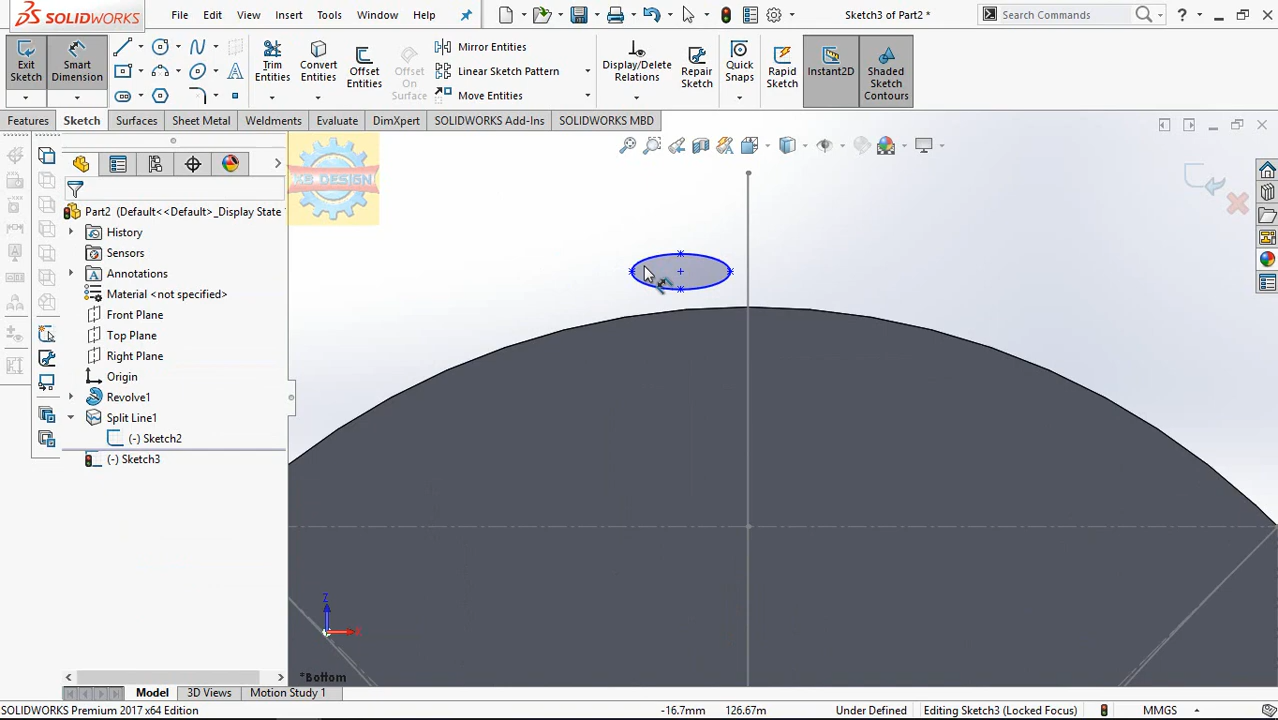 SOLIDWORKS
File
Edit
View
Insert
Tools
Window
Help
Sketch3 of Part2 *
Search Commands
Exit Sketch
Smart Dimension
Trim Entities
Convert Entities
Offset Entities
Offset On Surface
Mirror Entities
Linear Sketch Pattern
Move Entities
Display/Delete Relations
Repair Sketch
Quick Snaps
Rapid Sketch
Instant2D
Shaded Sketch Contours
Features
Sketch
Surfaces
Sheet Metal
Weldments
Evaluate
DimXpert
SOLIDWORKS Add-Ins
SOLIDWORKS MBD
KB DESIGN
Part2 (Default<<Default>_Display State
History
Sensors
Annotations
Material <not specified>
Front Plane
Top Plane
Right Plane
Origin
Revolve1
Split Line1
(-) Sketch2
(-) Sketch3
Z
X
*Bottom
Model
3D Views
Motion Study 1
SOLIDWORKS Premium 2017 x64 Edition
-16.7mm
126.67m
Under Defined
Editing Sketch3 (Locked Focus)
MMGS